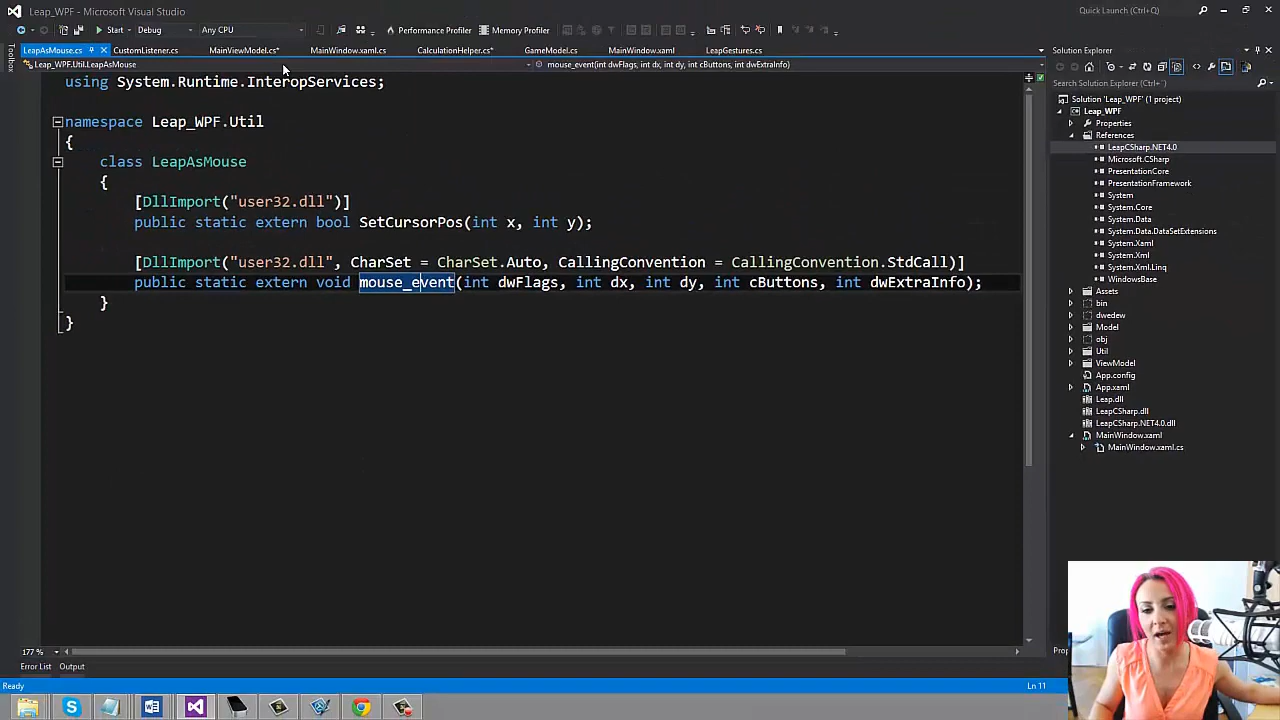 Leap_WPF - Microsoft Visual Studio
Quick Launch (Ctrl+Q)
Start
Debug
Any CPU
Performance Profiler
Memory Profiler
LeapAsMouse.cs
CustomListener.cs
MainViewModel.cs*
MainWindow.xaml.cs
CalculationHelper.cs*
GameModel.cs
MainWindow.xaml
LeapGestures.cs
Leap_WPF.Util.LeapAsMouse
mouse_event(int dwFlags, int dx, int dy, int cButtons, int dwExtraInfo)
Toolbox
using System.Runtime.InteropServices;
namespace Leap_WPF.Util
{
class LeapAsMouse
{
[DllImport("user32.dll")]
public static extern bool SetCursorPos(int x, int y);
[DllImport("user32.dll", CharSet = CharSet.Auto, CallingConvention = CallingConvention.StdCall)]
public static extern void mouse_event(int dwFlags, int dx, int dy, int cButtons, int dwExtraInfo);
}
}
177 %
Error List
Output
Ready
Ln 11
Solution Explorer
Search Solution Explorer (Ctrl+
Solution 'Leap_WPF' (1 project)
Leap_WPF
Properties
References
LeapCSharp.NET4.0
Microsoft.CSharp
PresentationCore
PresentationFramework
System
System.Core
System.Data
System.Data.DataSetExtensions
System.Xaml
System.Xml
System.Xml.Linq
WindowsBase
Assets
bin
dwedew
Model
obj
Util
ViewModel
App.config
App.xaml
Leap.dll
LeapCSharp.dll
LeapCSharp.NET4.0.dll
MainWindow.xaml
MainWindow.xaml.cs